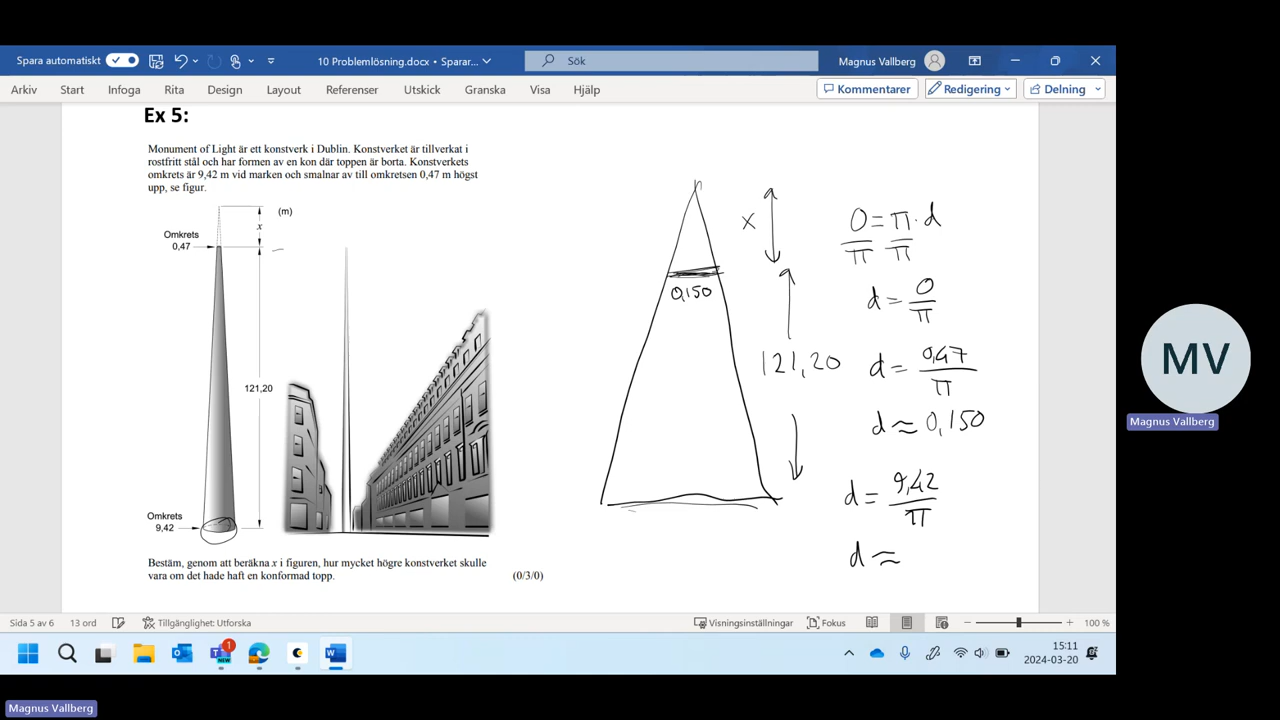 Spara automatiskt
10 Problemlösning.docx • Sparar...
Sök
Magnus Vallberg
Arkiv Start Infoga Rita Design Layout Referenser Utskick Granska Visa Hjälp
Kommentarer Redigering Delning
Ex 5:
Monument of Light är ett konstverk i Dublin. Konstverket är tillverkat i
rostfritt stål och har formen av en kon där toppen är borta. Konstverkets
omkrets är 9,42 m vid marken och smalnar av till omkretsen 0,47 m högst
upp, se figur.
(m)
x
Omkrets
0,47
121,20
Omkrets
9,42
Bestäm, genom att beräkna x i figuren, hur mycket högre konstverket skulle
vara om det hade haft en konformad topp.
(0/3/0)
x
0,150
121,20
O = π · d
π π
d = O/π
d = 0,47/π
d ≈ 0,150
d = 9,42/π
d ≈
MV
Magnus Vallberg
Sida 5 av 6 13 ord Tillgänglighet: Utforska Visningsinställningar Fokus 100 %
1
NEW
15:11
2024-03-20
Magnus Vallberg